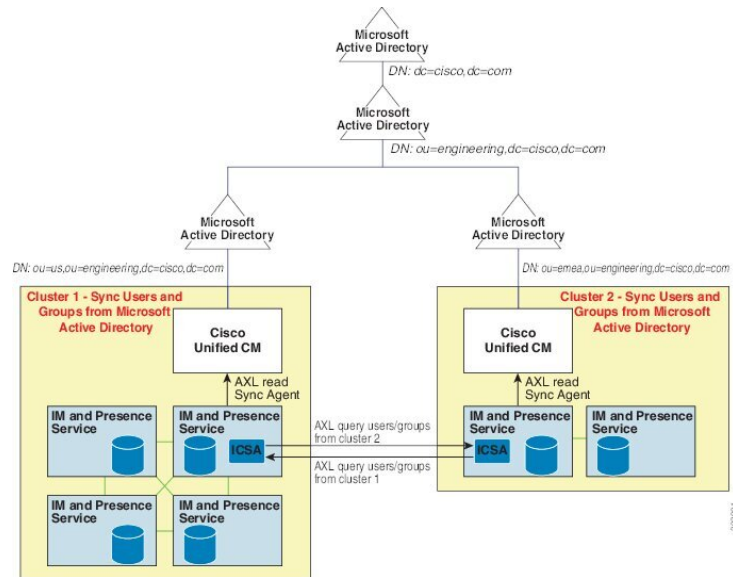 Microsoft
Active Directory
DN: dc=cisco,dc=com
Microsoft
Active Directory
DN: ou=engineering,dc=cisco,dc=com
Microsoft
Active Directory
Microsoft
Active Directory
DN: ou=us,ou=engineering,dc=cisco,dc=com
DN: ou=emea,ou=engineering,dc=cisco,dc=com
Cluster 1 - Sync Users and
Groups from Microsoft
Active Directory
Cisco
Unified CM
AXL read
Sync Agent
IM and Presence
Service
IM and Presence
Service
ICSA
IM and Presence
Service
IM and Presence
Service
AXL query users/groups
from cluster 2
AXL query users/groups
from cluster 1
Cluster 2 - Sync Users and
Groups from Microsoft
Active Directory
Cisco
Unified CM
AXL read
Sync Agent
IM and Presence
Service
ICSA
IM and Presence
Service